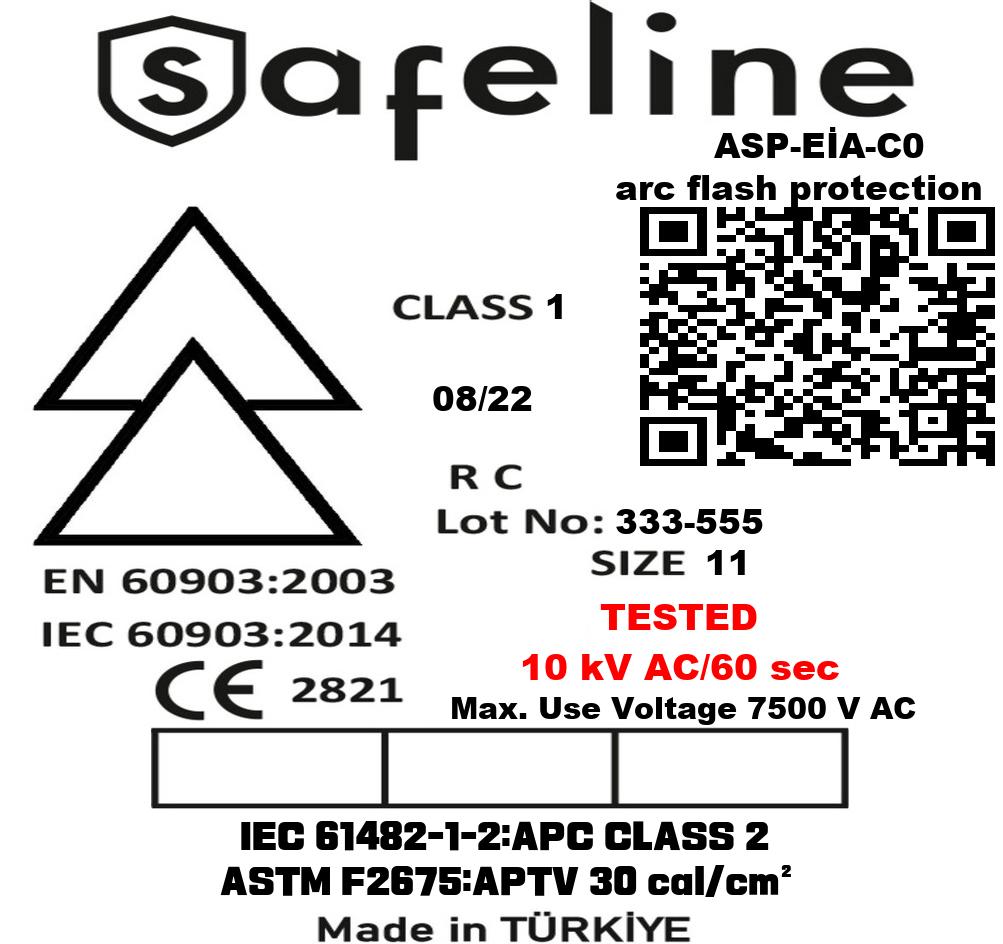 safeline
ASP-EİA-C0
arc flash protection
CLASS 1
08/22
R C
Lot No: 333-555
SIZE 11
EN 60903:2003
IEC 60903:2014
CE 2821
TESTED
10 kV AC/60 sec
Max. Use Voltage 7500 V AC
IEC 61482-1-2:APC CLASS 2
ASTM F2675:APTV 30 cal/cm²
Made in TÜRKİYE